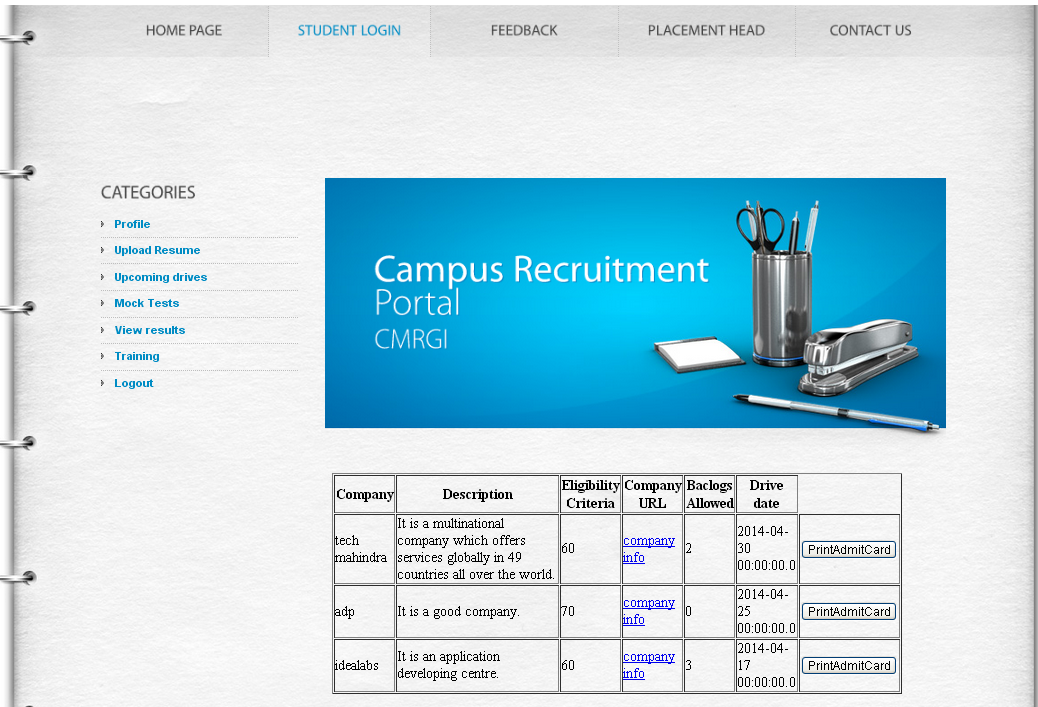 HOME PAGE STUDENT LOGIN FEEDBACK PLACEMENT HEAD CONTACT US
CATEGORIES
Profile
Upload Resume
Upcoming drives
Mock Tests
View results
Training
Logout
Campus Recruitment
Portal
CMRGI
Company Description Eligibility Criteria Company URL Baclogs Allowed Drive date
tech mahindra It is a multinational company which offers services globally in 49 countries all over the world. 60 company info 2 2014-04-30 00:00:00.0 PrintAdmitCard
adp It is a good company. 70 company info 0 2014-04-25 00:00:00.0 PrintAdmitCard
idealabs It is an application developing centre. 60 company info 3 2014-04-17 00:00:00.0 PrintAdmitCard